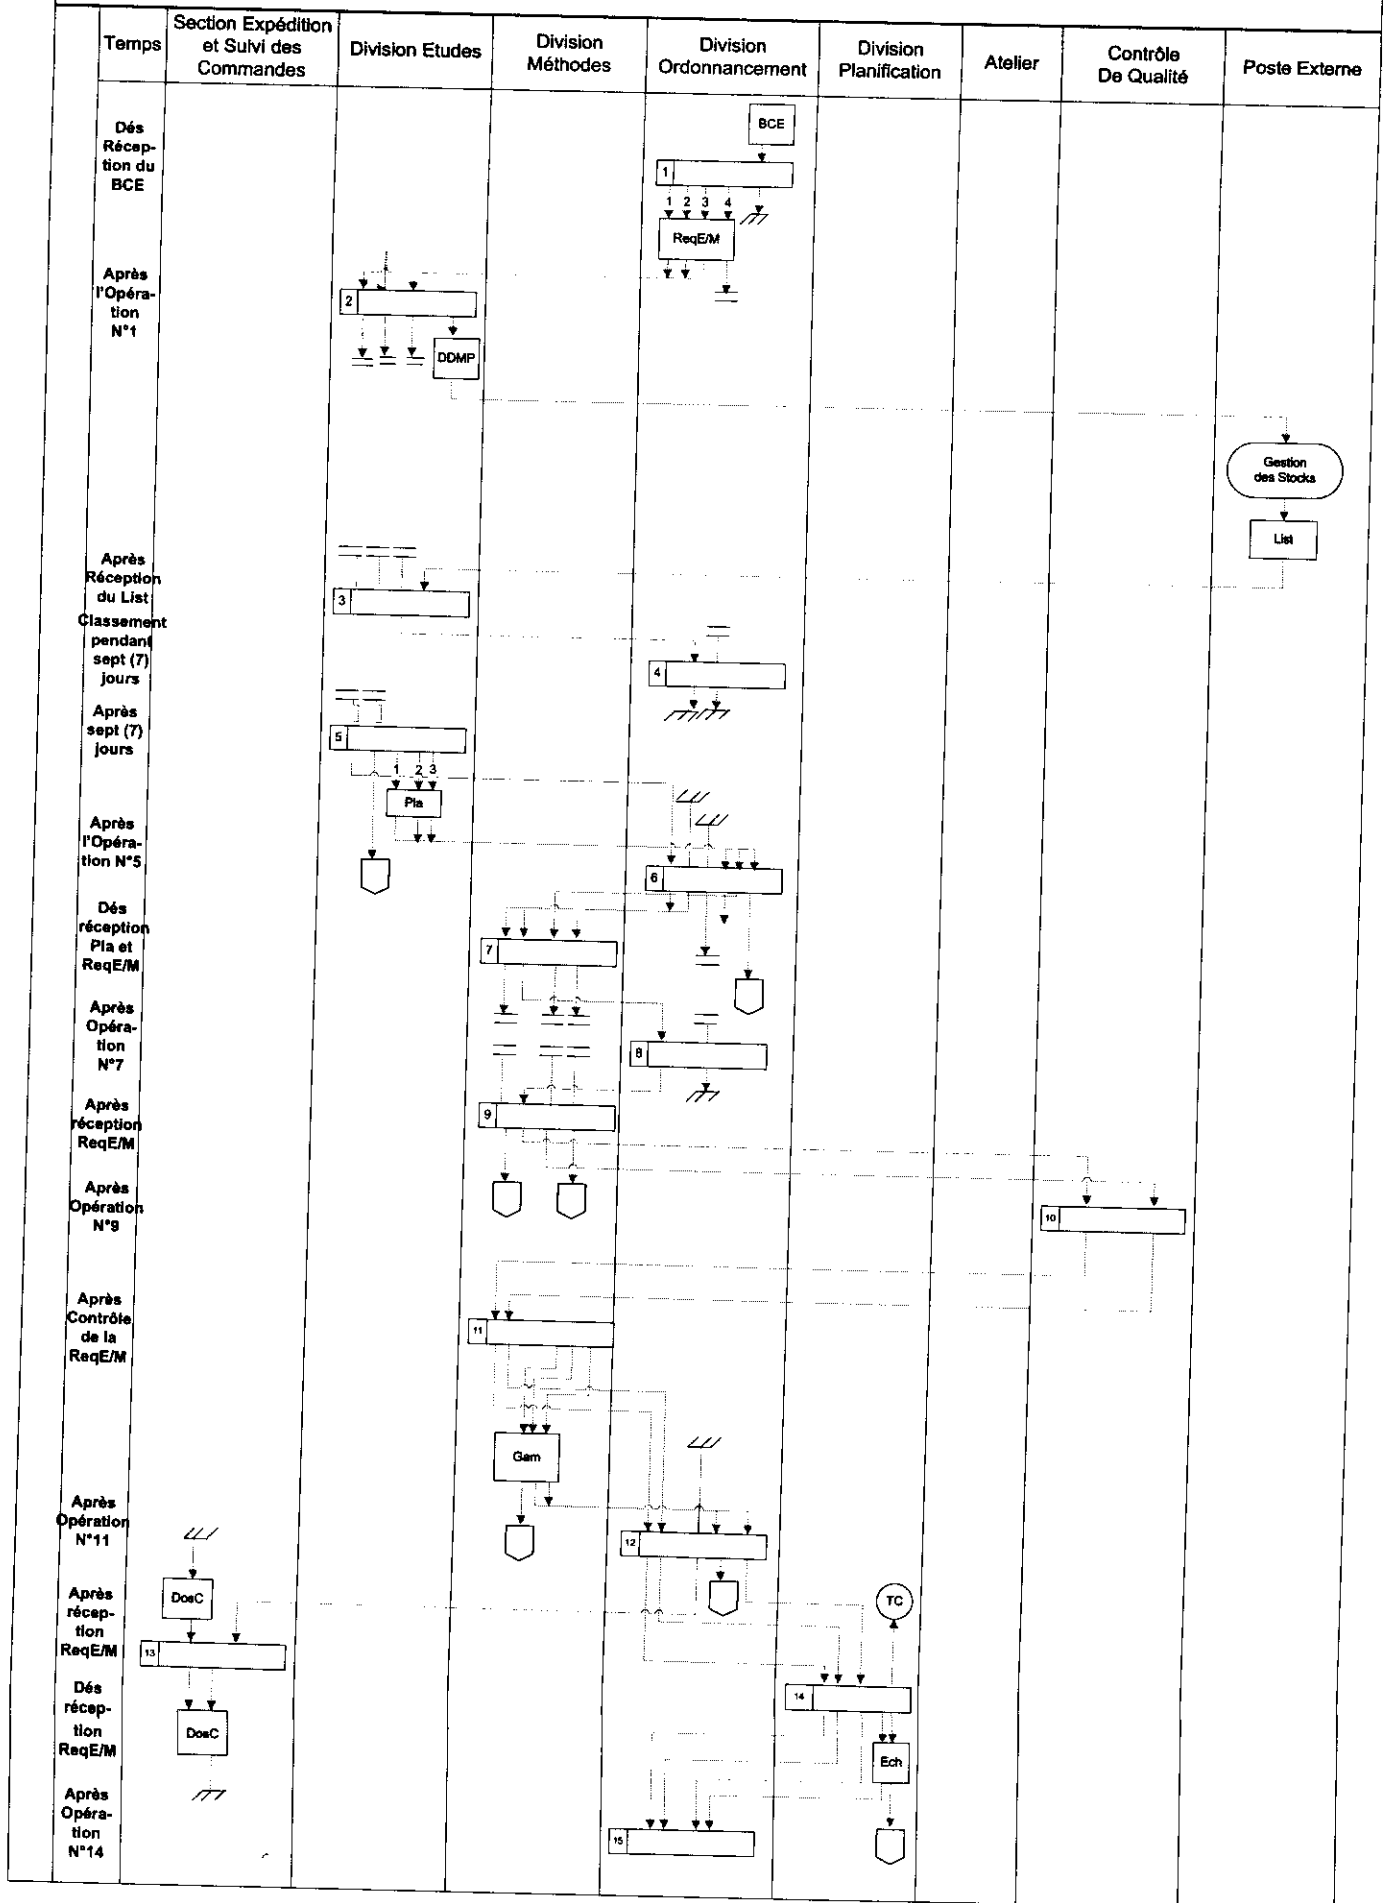 Temps
Section Expédition
et Suivi des
Commandes
Division Etudes
Division
Méthodes
Division
Ordonnancement
Division
Planification
Atelier
Contrôle
De Qualité
Poste Externe
Dés
Récep-
tion du
BCE
BCE
1
1 2 3 4
ReqE/M
Après
l'Opéra-
tion
N°1
2
DDMP
Gestion
des Stocks
List
Après
Réception
du List
3
Classement
pendant
sept (7)
jours
4
Après
sept (7)
jours
5
1 2 3
Pla
Après
l'Opéra-
tion N°5
6
Dés
réception
Pla et
ReqE/M
7
Après
Opéra-
tion
N°7
8
Après
réception
ReqE/M
9
Après
Opération
N°9
10
Après
Contrôle
de la
ReqE/M
11
Gam
Après
Opération
N°11
12
DosC
TC
Après
récep-
tion
ReqE/M
13
Dés
récep-
tion
ReqE/M
14
DosC
Ech
Après
Opéra-
tion
N°14
15